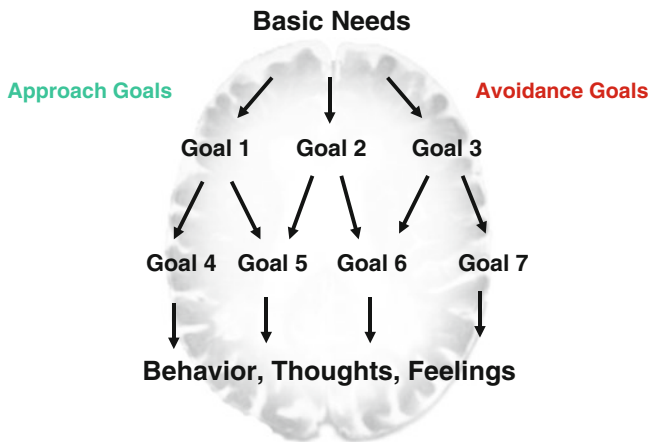 Basic Needs
Approach Goals
Avoidance Goals
Goal 1
Goal 2
Goal 3
Goal 4
Goal 5
Goal 6
Goal 7
Behavior, Thoughts, Feelings